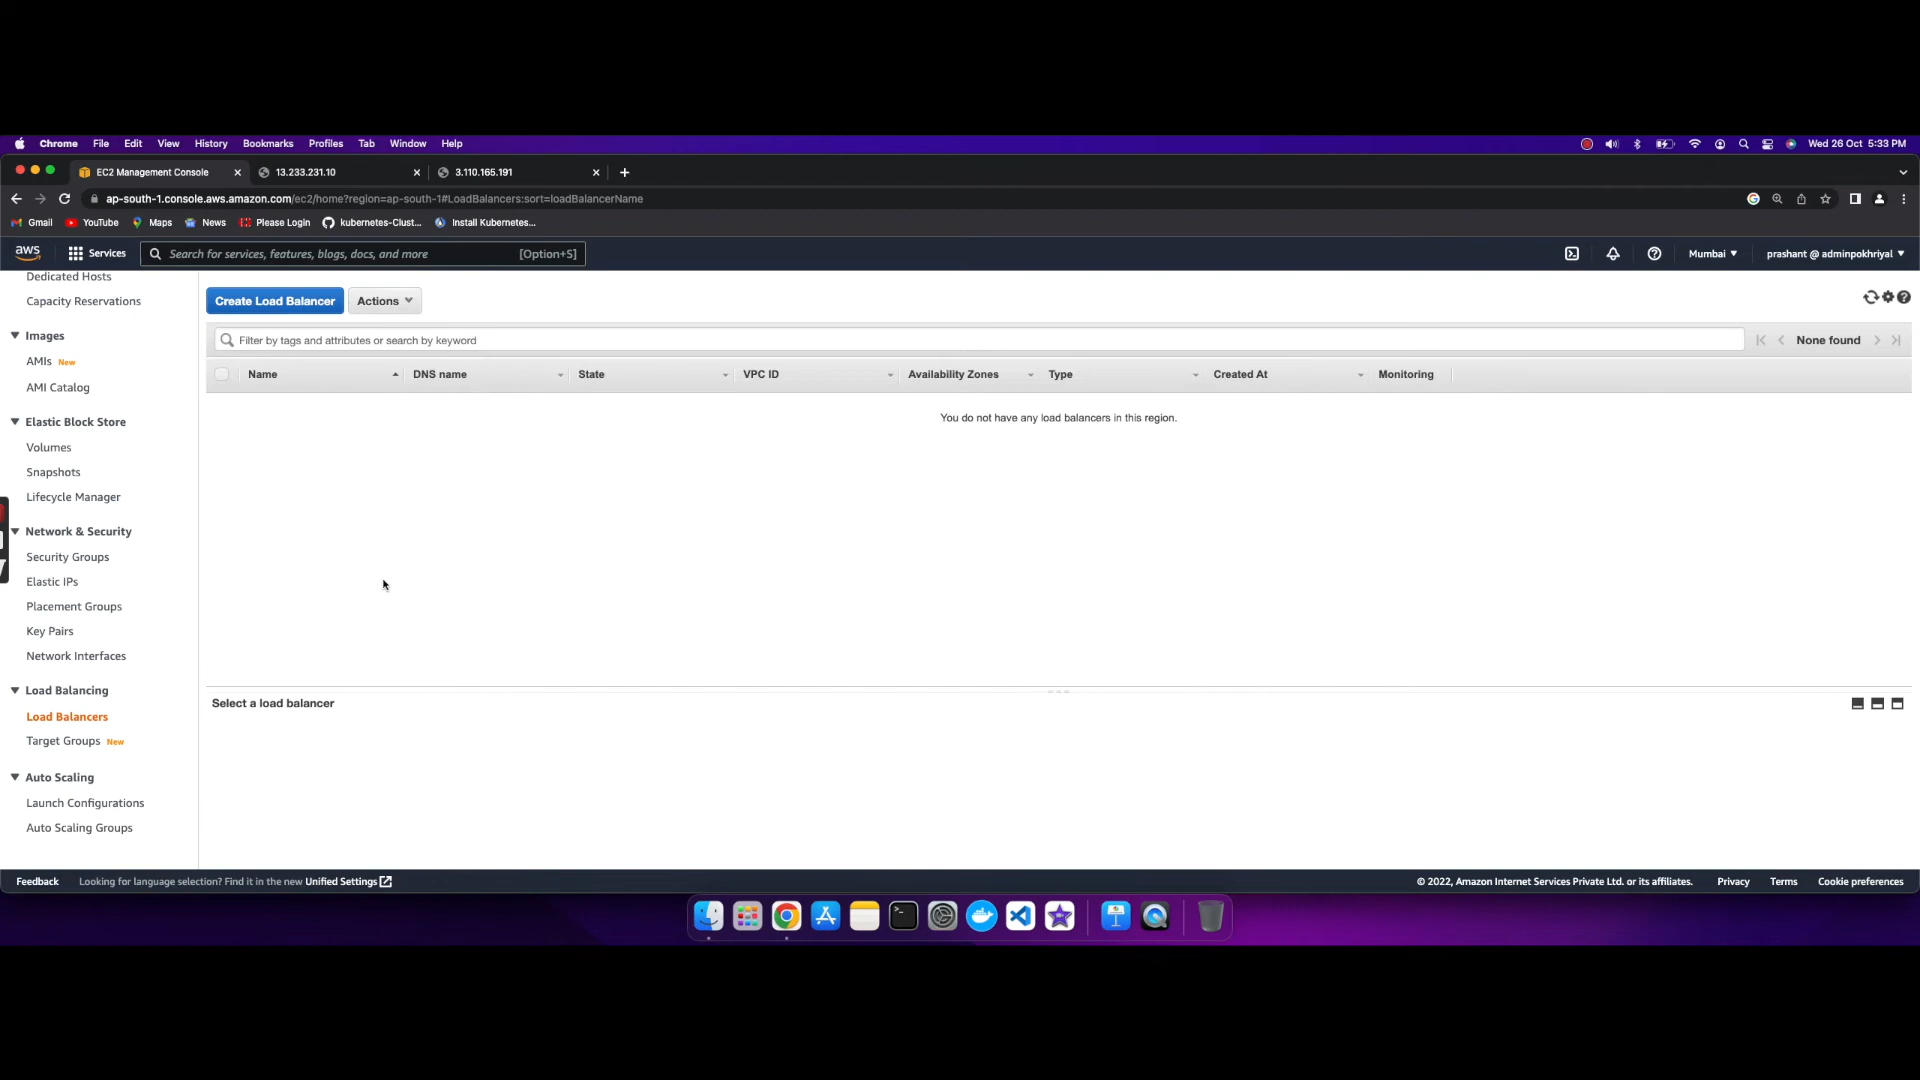 Chrome File Edit View History Bookmarks Profiles Tab Window Help Wed 26 Oct 5:33 PM
EC2 Management Console 13.233.231.10 3.110.165.191
ap-south-1.console.aws.amazon.com/ec2/home?region=ap-south-1#LoadBalancers:sort=loadBalancerName
Gmail YouTube Maps News Please Login kubernetes-Clust... Install Kubernetes...
aws Services Search for services, features, blogs, docs, and more [Option+S] Mumbai prashant @ adminpokhriyal
Dedicated Hosts
Capacity Reservations
Images
AMIs New
AMI Catalog
Elastic Block Store
Volumes
Snapshots
Lifecycle Manager
Network & Security
Security Groups
Elastic IPs
Placement Groups
Key Pairs
Network Interfaces
Load Balancing
Load Balancers
Target Groups New
Auto Scaling
Launch Configurations
Auto Scaling Groups
Create Load Balancer Actions
Filter by tags and attributes or search by keyword None found
Name DNS name State VPC ID Availability Zones Type Created At Monitoring
You do not have any load balancers in this region.
Select a load balancer
Feedback Looking for language selection? Find it in the new Unified Settings © 2022, Amazon Internet Services Private Ltd. or its affiliates. Privacy Terms Cookie preferences